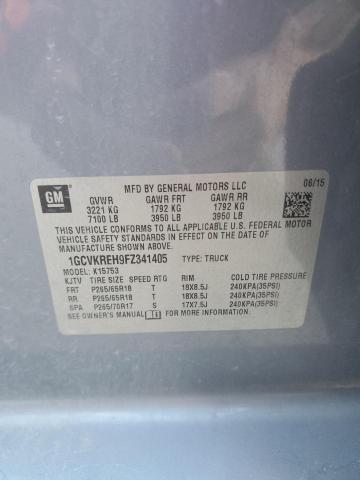 GM
MFD BY GENERAL MOTORS LLC
06/15
GVWR GAWR FRT GAWR RR
3221 KG 1792 KG 1792 KG
7100 LB 3950 LB 3950 LB
THIS VEHICLE CONFORMS TO ALL APPLICABLE U.S. FEDERAL MOTOR
VEHICLE SAFETY AND THEFT PREVENTION STANDARDS IN EFFECT ON THE DATE OF
MANUFACTURE SHOWN ABOVE.
1GCVKREH9FZ341405 TYPE: TRUCK
MODEL: K15753
KJTV TIRE SIZE SPEED RTG RIM COLD TIRE PRESSURE
FRT P265/65R18 T 18X8.5J 240KPA(35PSI)
RR P265/65R18 T 18X8.5J 240KPA(35PSI)
SPA P265/70R17 S 17X7.5J 240KPA(35PSI)
SEE OWNER'S MANUAL FOR MORE INFORMATION.